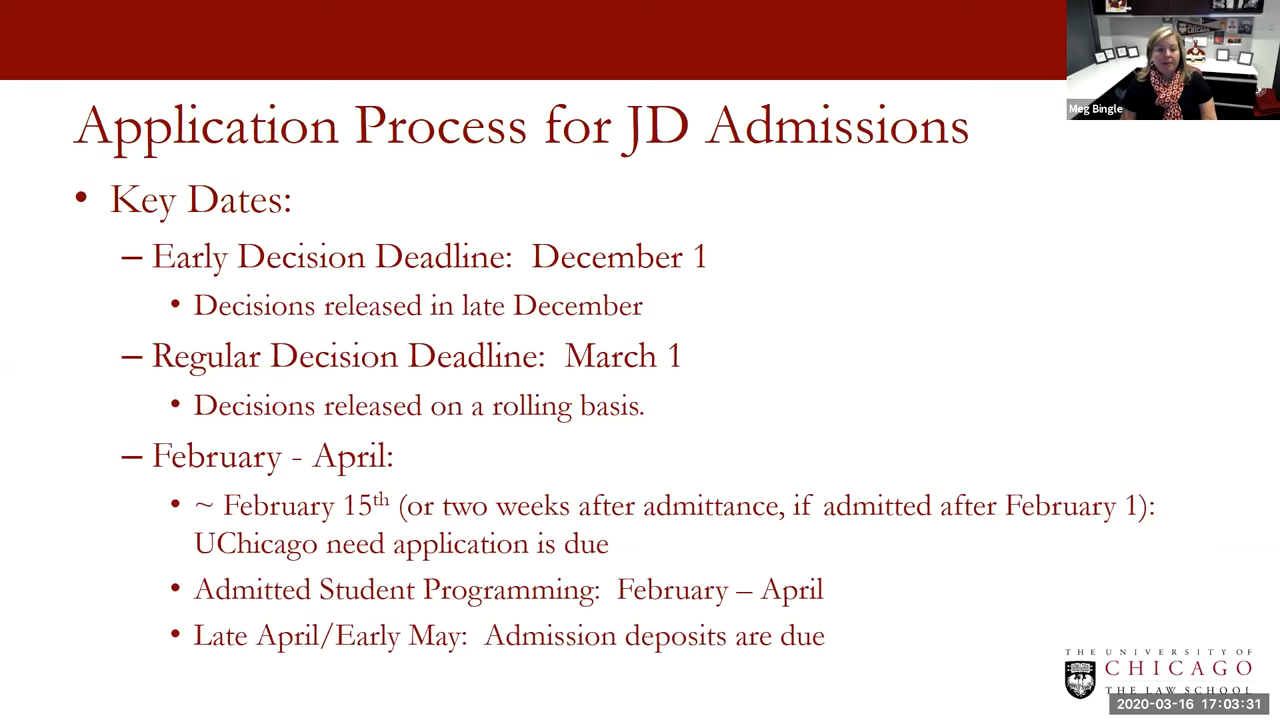 Application Process for JD Admissions
Meg Bingle
• Key Dates:
– Early Decision Deadline: December 1
• Decisions released in late December
– Regular Decision Deadline: March 1
• Decisions released on a rolling basis.
– February - April:
• ~ February 15th (or two weeks after admittance, if admitted after February 1):
UChicago need application is due
• Admitted Student Programming: February – April
• Late April/Early May: Admission deposits are due
THE UNIVERSITY OF
CHICAGO
THE LAW SCHOOL
2020-03-16 17:03:31